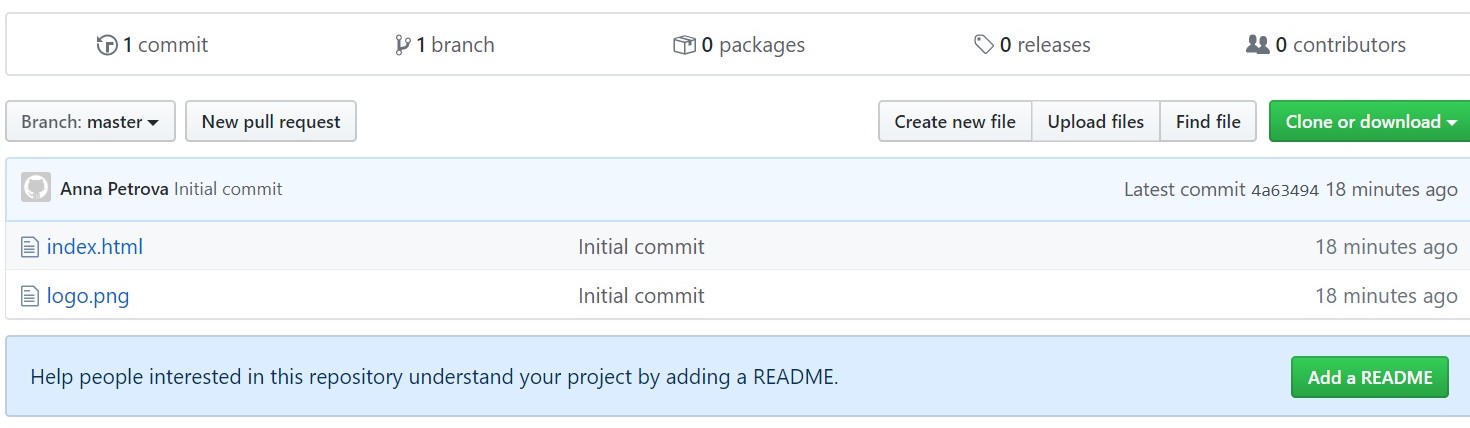 1 commit 1 branch 0 packages 0 releases 0 contributors
Branch: master New pull request Create new file Upload files Find file Clone or download
Anna Petrova Initial commit Latest commit 4a63494 18 minutes ago
index.html Initial commit 18 minutes ago
logo.png Initial commit 18 minutes ago
Help people interested in this repository understand your project by adding a README. Add a README